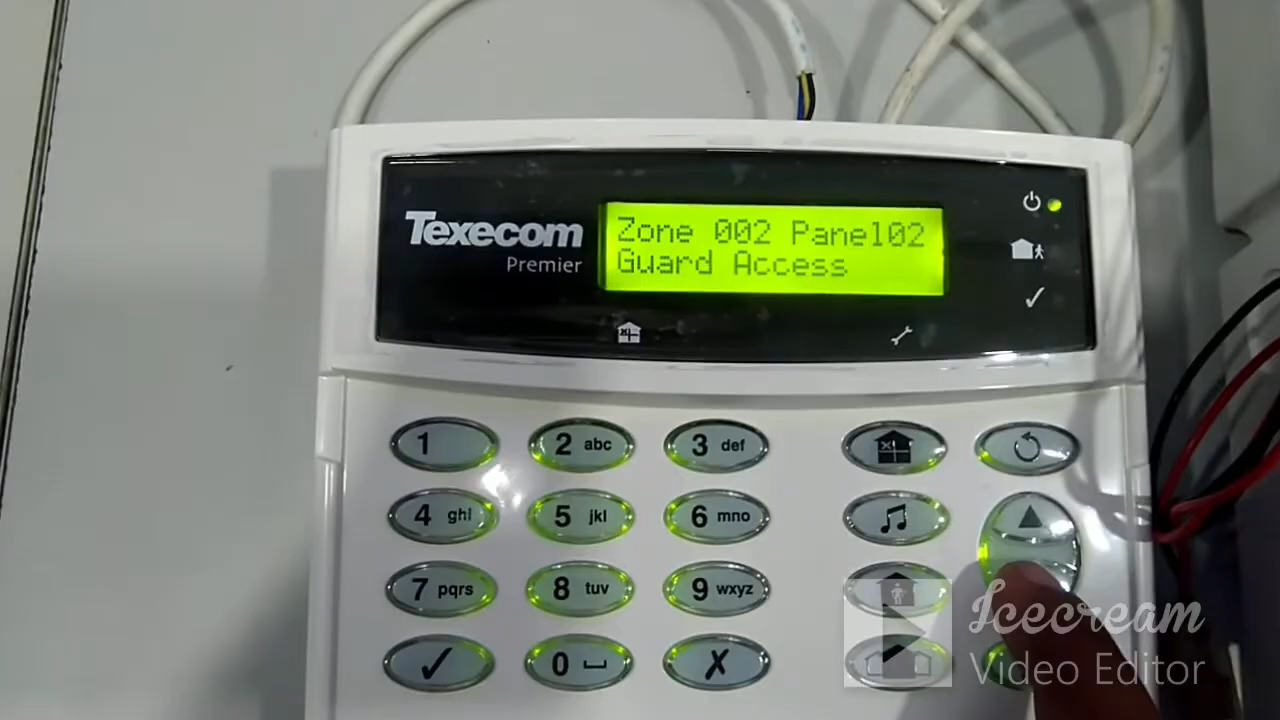 Texecom
Premier
Zone 002 Panel02
Guard Access
1
2 abc
3 def
4 ghi
5 jkl
6 mno
7 pqrs
8 tuv
9 wxyz
0
Icecream
Video Editor